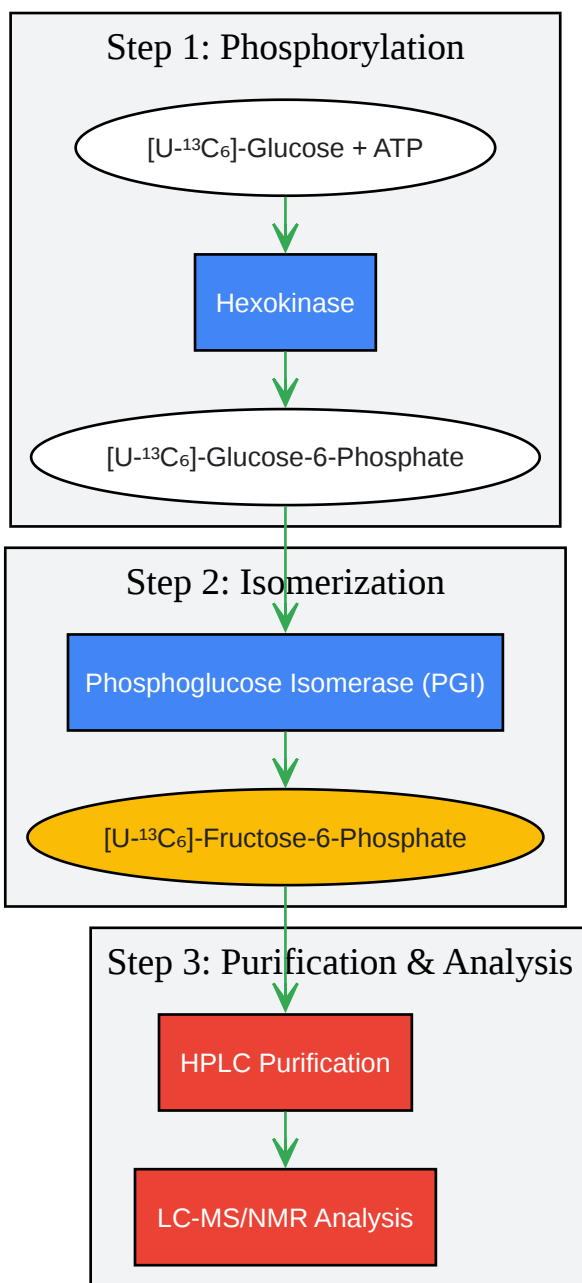 Step 1: Phosphorylation
[U-¹³C₆]-Glucose + ATP
Hexokinase
[U-¹³C₆]-Glucose-6-Phosphate
Step 2: Isomerization
Phosphoglucose Isomerase (PGI)
[U-¹³C₆]-Fructose-6-Phosphate
Step 3: Purification & Analysis
HPLC Purification
LC-MS/NMR Analysis